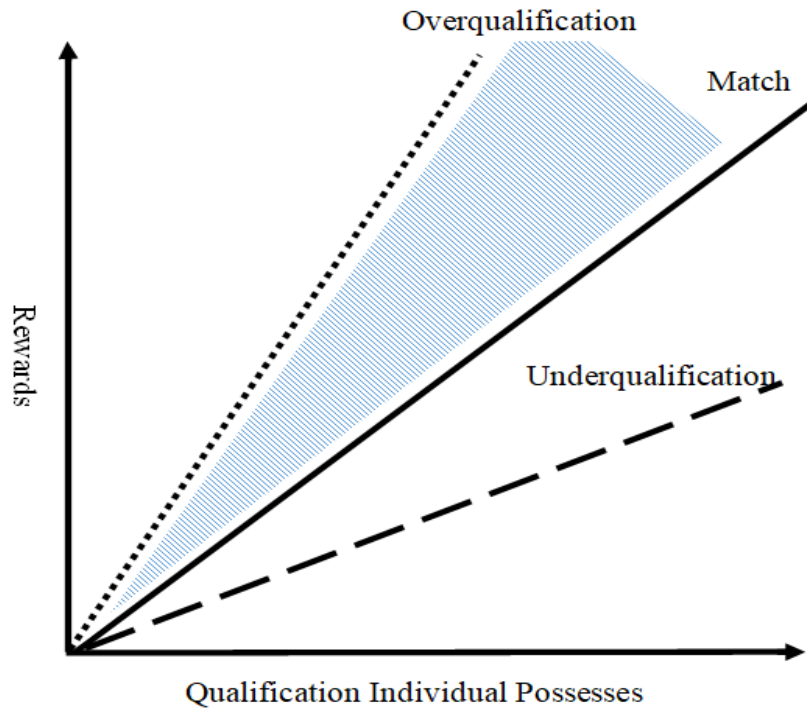 Overqualification
Match
Rewards
Underqualification
Qualification Individual Possesses